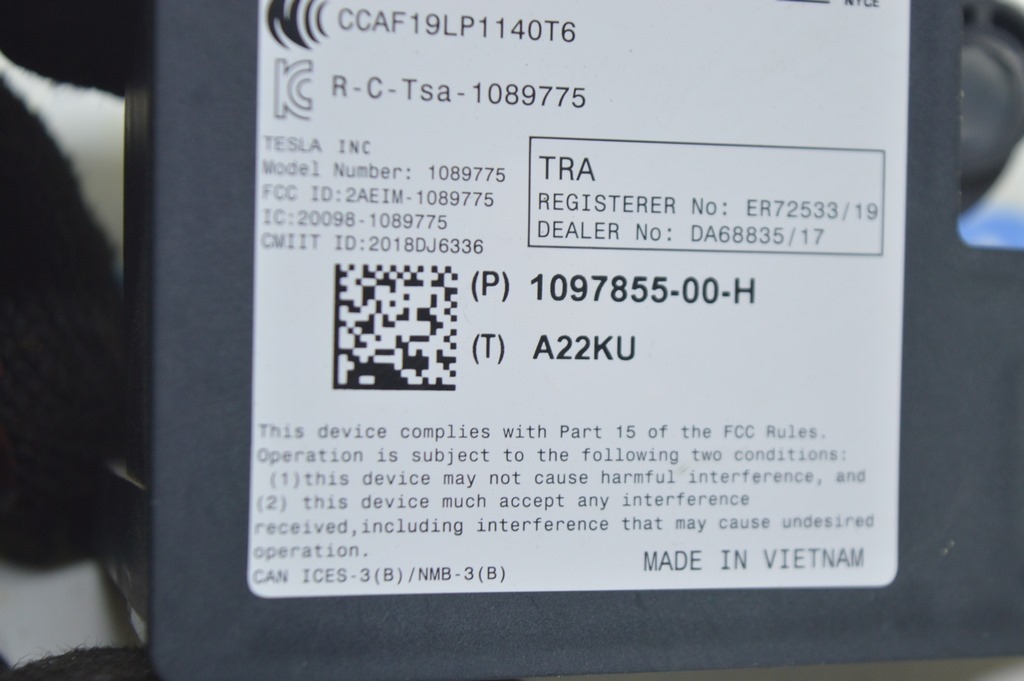 NYCE
CCAF19LP1140T6
R-C-Tsa-1089775
TESLA INC
Model Number: 1089775
FCC ID:2AEIM-1089775
IC:20098-1089775
CMIIT ID:2018DJ6336
TRA
REGISTERER No: ER72533/19
DEALER No: DA68835/17
(P) 1097855-00-H
(T) A22KU
This device complies with Part 15 of the FCC Rules.
Operation is subject to the following two conditions:
(1)this device may not cause harmful interference, and
(2) this device much accept any interference
received,including interference that may cause undesired
operation.
MADE IN VIETNAM
CAN ICES-3(B)/NMB-3(B)